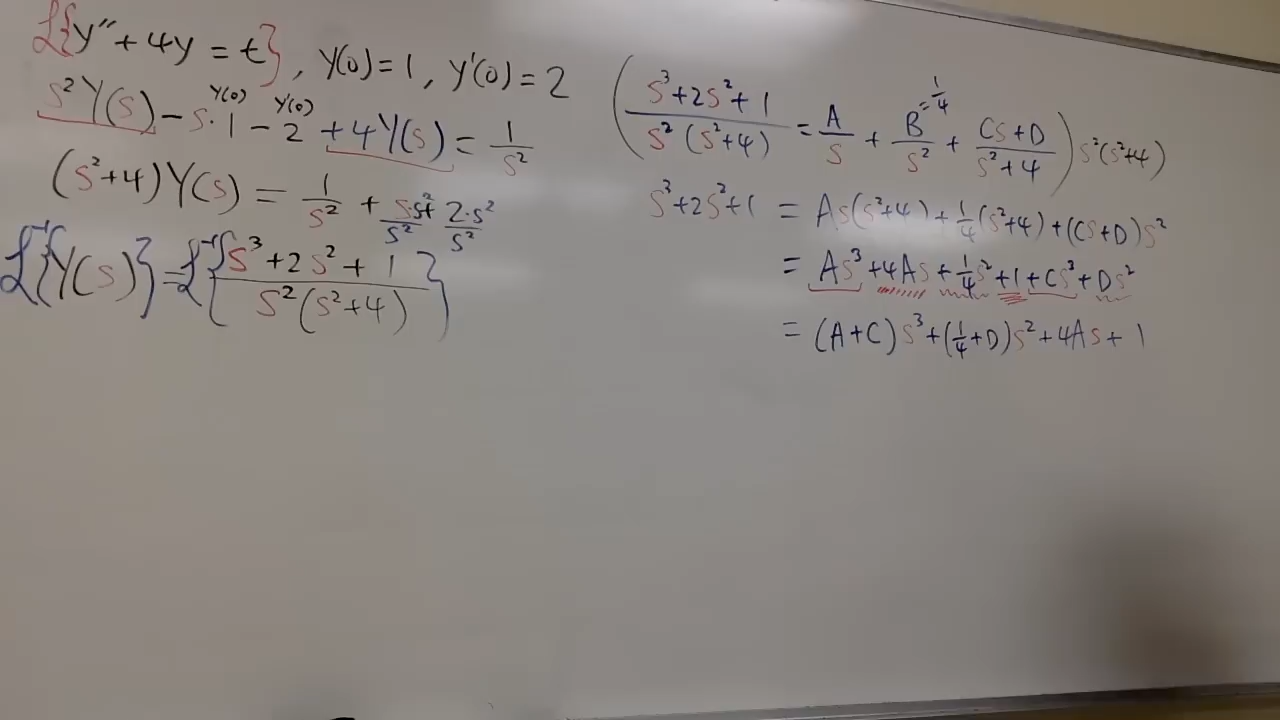 ℒ{y″ + 4y = t}, y(0) = 1, y′(0) = 2
y(0) y′(0)
s² Y(s) − s·1 − 2 + 4Y(s) = 1/s²
(s²+4) Y(s) = 1/s² + s·s²/s² + 2·s²/s²
ℒ⁻¹{Y(s)} = ℒ⁻¹{(s³ + 2s² + 1)/(s²(s²+4))}
((s³+2s²+1)/(s²(s²+4)) = A/s + B/s² + (Cs+D)/(s²+4)) s²(s²+4)
= 1/4
s³+2s²+1 = As(s²+4) + 1/4(s²+4) + (Cs+D)s²
= As³ + 4As + 1/4s² + 1 + Cs³ + Ds²
= (A+C)s³ + (1/4+D)s² + 4As + 1